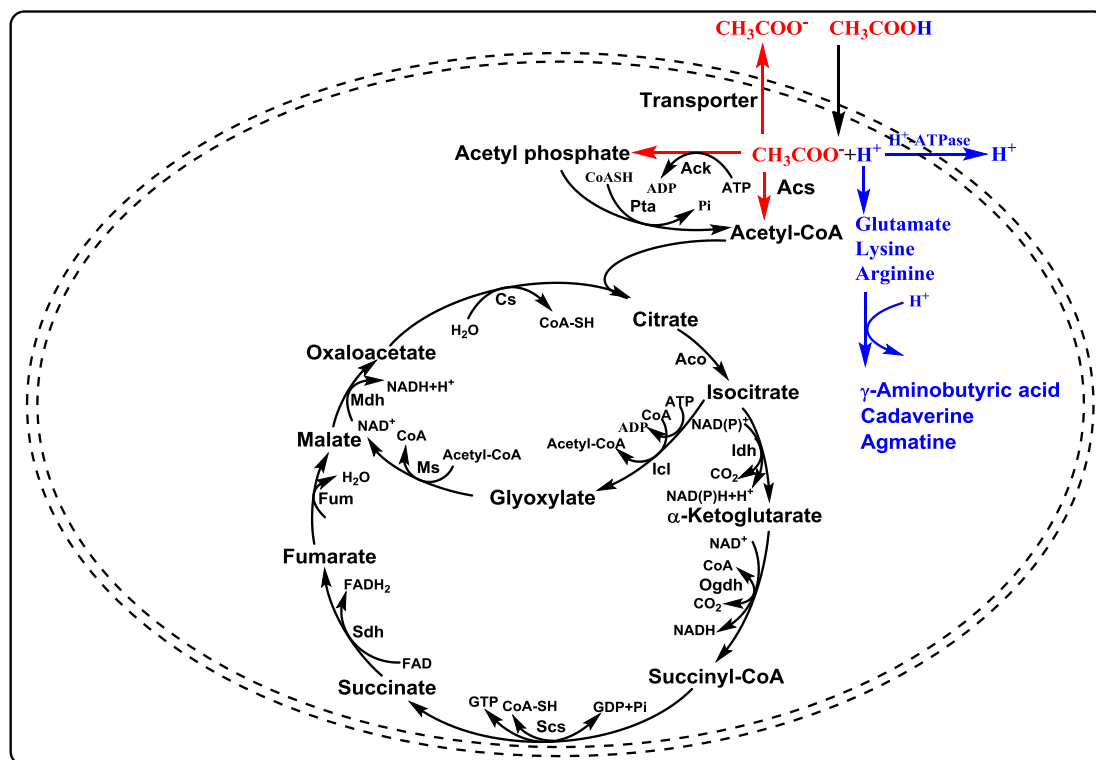 CH₃COO⁻ CH₃COOH
Transporter
Acetyl phosphate
CH₃COO⁻+H⁺
H⁺-ATPase
H⁺
CoASH
Ack
ADP
ATP
Acs
Pta
Pi
Acetyl-CoA
Glutamate
Lysine
Arginine
H⁺
γ-Aminobutyric acid
Cadaverine
Agmatine
Cs
H₂O
CoA-SH
Citrate
Oxaloacetate
Aco
NADH+H⁺
Mdh
Isocitrate
ATP
CoA
ADP
NAD(P)⁺
Malate
NAD⁺
CoA
Acetyl-CoA
Acetyl-CoA
Idh
Ms
Icl
CO₂
H₂O
Fum
Glyoxylate
NAD(P)H+H⁺
α-Ketoglutarate
Fumarate
NAD⁺
CoA
Ogdh
FADH₂
CO₂
Sdh
NADH
FAD
Succinate
Succinyl-CoA
GTP
CoA-SH
GDP+Pi
Scs